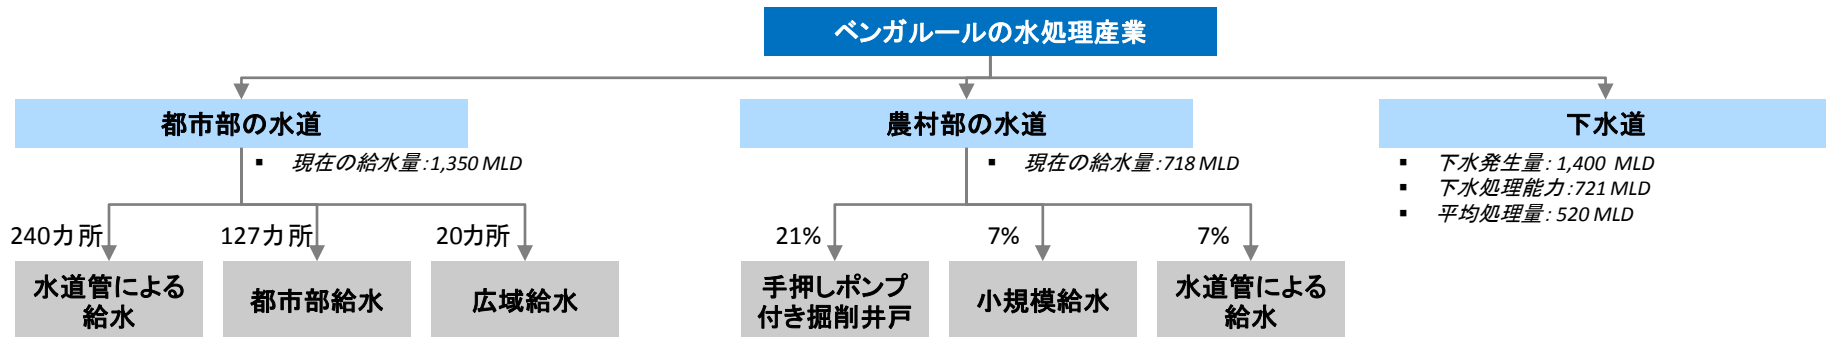 ベンガルールの水処理産業
都市部の水道
農村部の水道
下水道
▪ 現在の給水量:1,350 MLD
▪ 現在の給水量:718 MLD
▪ 下水発生量: 1,400 MLD
▪ 下水処理能力:721 MLD
▪ 平均処理量: 520 MLD
240カ所
127カ所
20カ所
21%
7%
7%
水道管による
給水
都市部給水
広域給水
手押しポンプ
付き掘削井戸
小規模給水
水道管による
給水